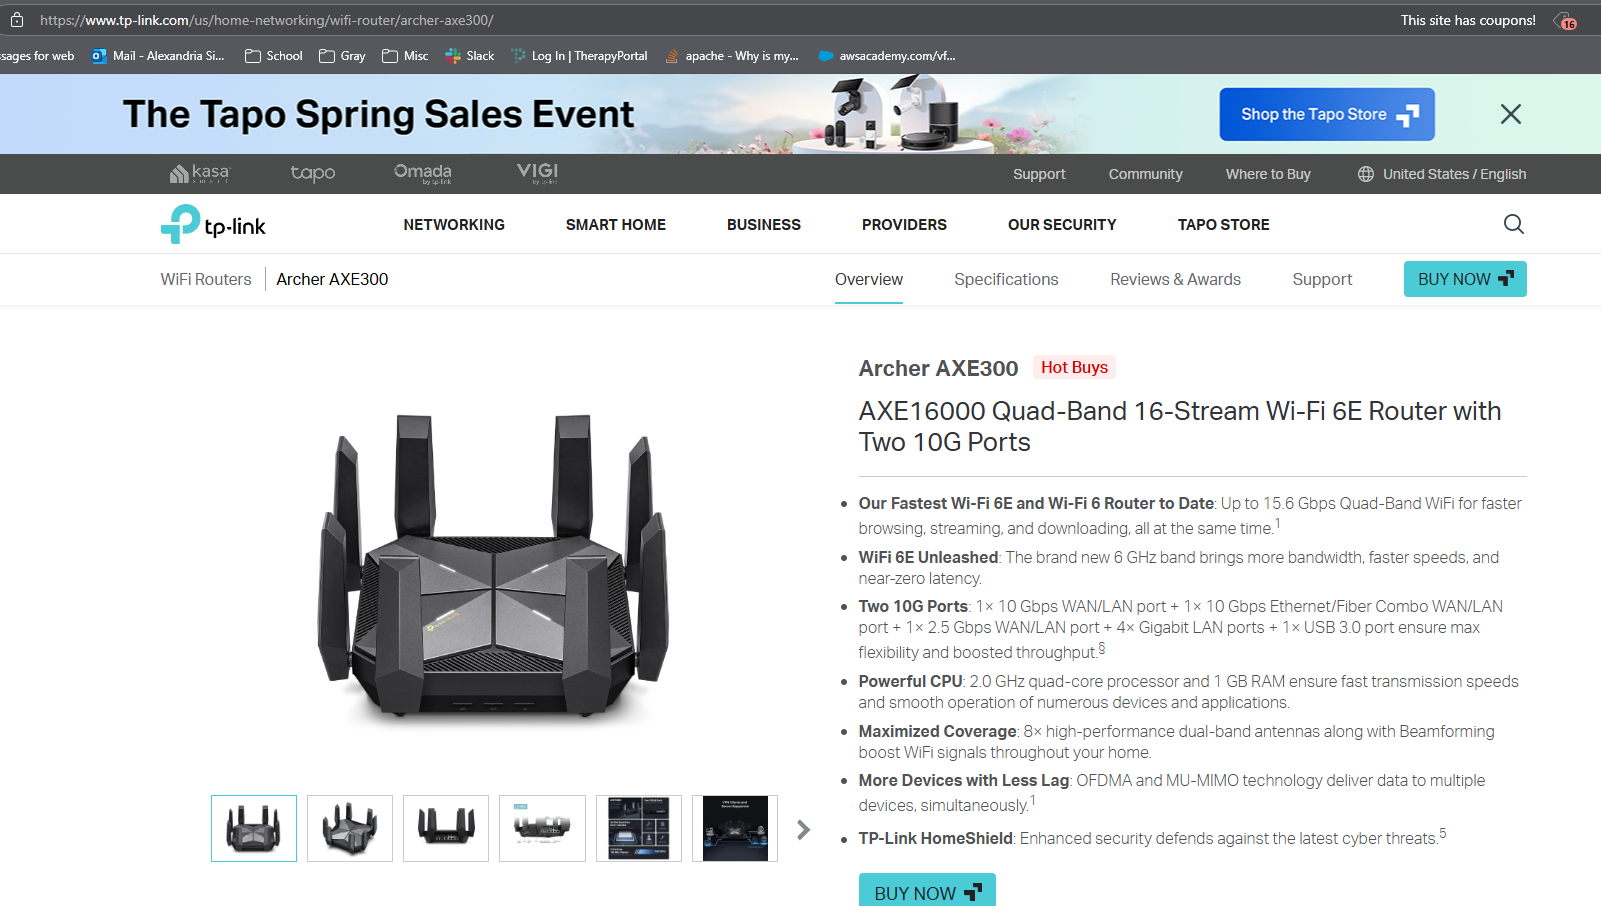 https://www.tp-link.com/us/home-networking/wifi-router/archer-axe300/
This site has coupons!
16
ssages for web
Mail - Alexandria Si...
School
Gray
Misc
Slack
Log In | TherapyPortal
apache - Why is my...
awsacademy.com/vf...
The Tapo Spring Sales Event
Shop the Tapo Store
kasa
smart
tapo
Omada
by tp-link
VIGI
by tp-link
Support
Community
Where to Buy
United States / English
tp-link
NETWORKING
SMART HOME
BUSINESS
PROVIDERS
OUR SECURITY
TAPO STORE
WiFi Routers
Archer AXE300
Overview
Specifications
Reviews & Awards
Support
BUY NOW
Archer AXE300
Hot Buys
AXE16000 Quad-Band 16-Stream Wi-Fi 6E Router with
Two 10G Ports
• Our Fastest Wi-Fi 6E and Wi-Fi 6 Router to Date: Up to 15.6 Gbps Quad-Band WiFi for faster
browsing, streaming, and downloading, all at the same time.1
• WiFi 6E Unleashed: The brand new 6 GHz band brings more bandwidth, faster speeds, and
near-zero latency.
• Two 10G Ports: 1× 10 Gbps WAN/LAN port + 1× 10 Gbps Ethernet/Fiber Combo WAN/LAN
port + 1× 2.5 Gbps WAN/LAN port + 4× Gigabit LAN ports + 1× USB 3.0 port ensure max
flexibility and boosted throughput.§
• Powerful CPU: 2.0 GHz quad-core processor and 1 GB RAM ensure fast transmission speeds
and smooth operation of numerous devices and applications.
• Maximized Coverage: 8× high-performance dual-band antennas along with Beamforming
boost WiFi signals throughout your home.
• More Devices with Less Lag: OFDMA and MU-MIMO technology deliver data to multiple
devices, simultaneously.1
• TP-Link HomeShield: Enhanced security defends against the latest cyber threats.5
BUY NOW